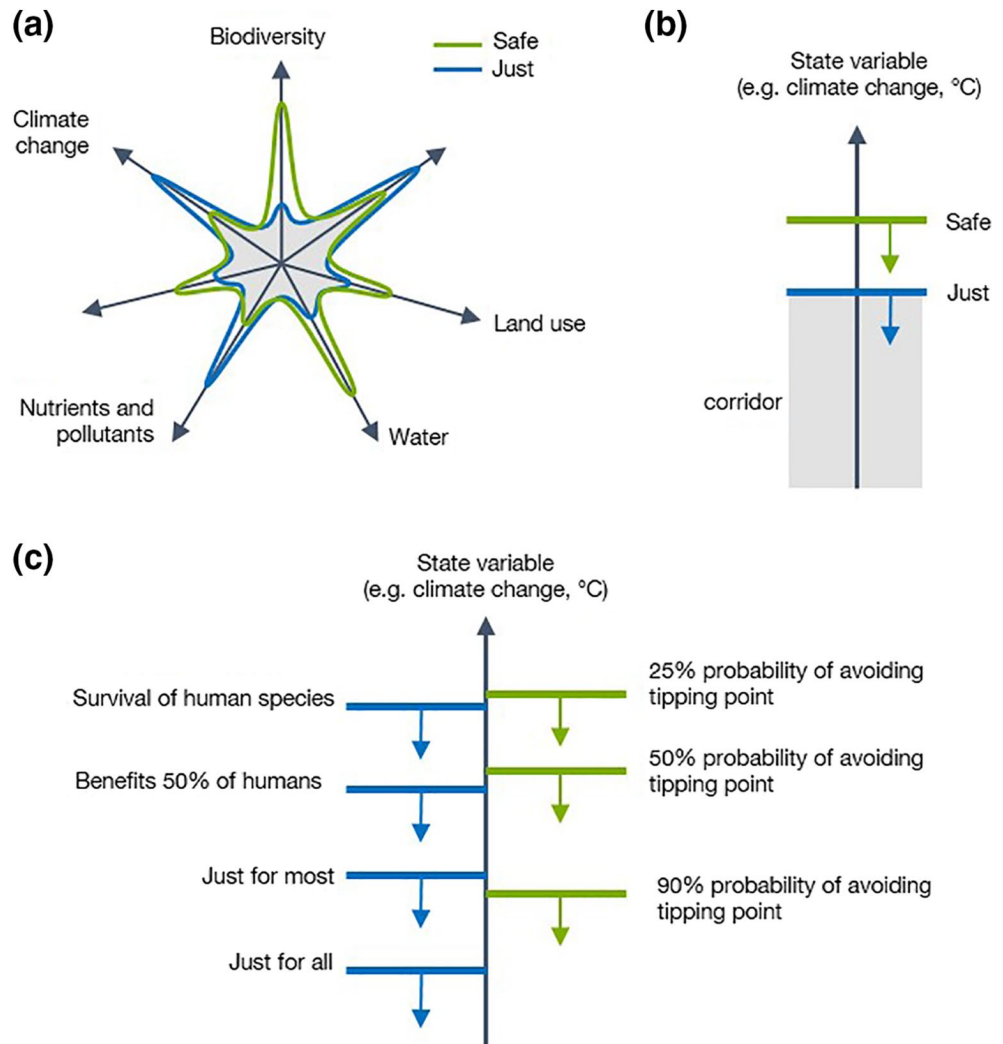 (a)
Biodiversity
Safe
Just
Climate
change
Land use
Nutrients and
pollutants
Water
(b)
State variable
(e.g. climate change, °C)
Safe
Just
corridor
(c)
State variable
(e.g. climate change, °C)
Survival of human species
25% probability of avoiding
tipping point
Benefits 50% of humans
50% probability of avoiding
tipping point
Just for most
90% probability of avoiding
tipping point
Just for all